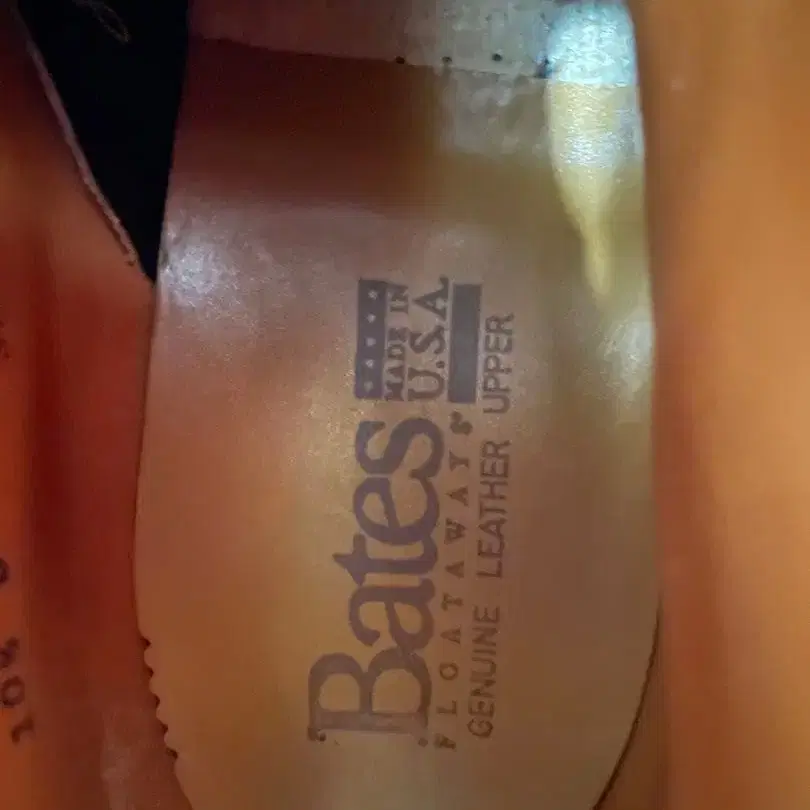 Bates
MADE IN
U.S.A.
FLOATAWAYS®
GENUINE LEATHER UPPER